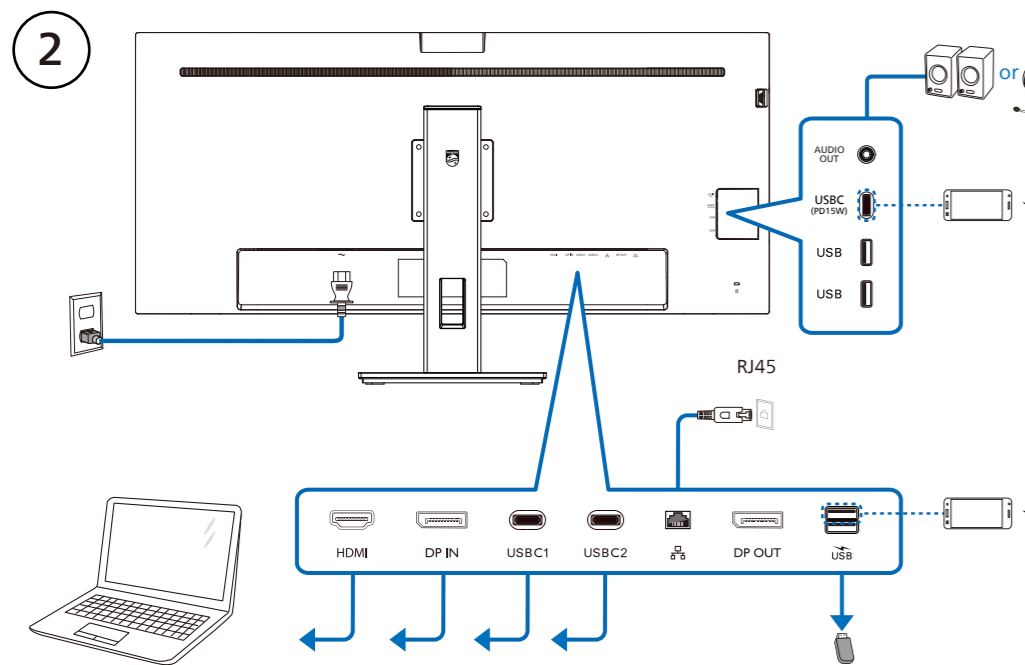 2
or
AUDIO
OUT
USBC
(PD15W)
USB
USB
RJ45
HDMI
DP IN
USBC1
USBC2
DP OUT
USB